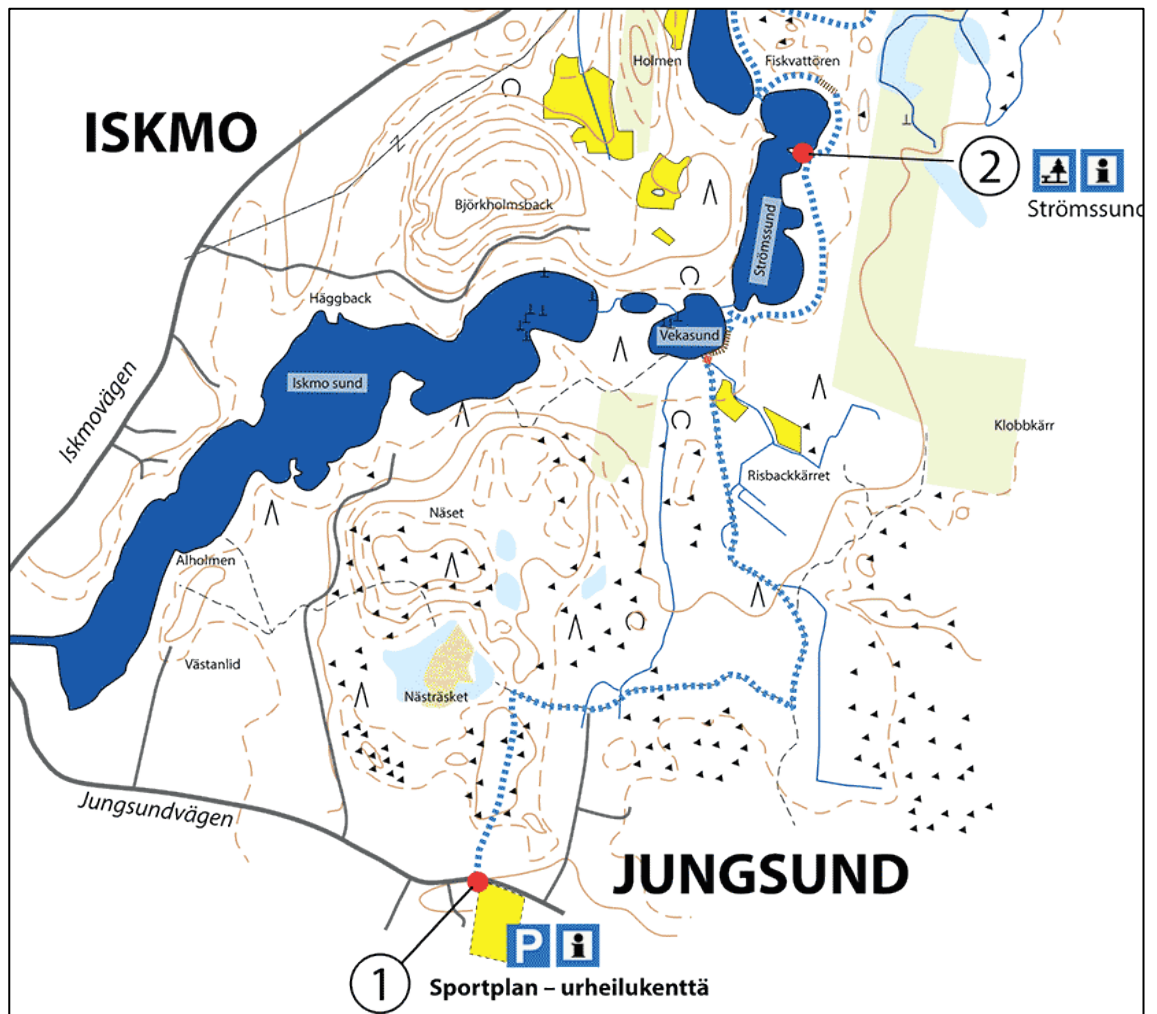 Holmen
Fiskvattören
ISKMO
2
i
Strömssund
Björkholmsback
Strömssund
Häggback
Vekasund
Iskmo sund
Iskmovägen
Klobbkärr
Risbackkärret
Näset
Alholmen
Västanlid
Nästräsket
Jungsundvägen
JUNGSUND
P
i
1
Sportplan – urheilukenttä